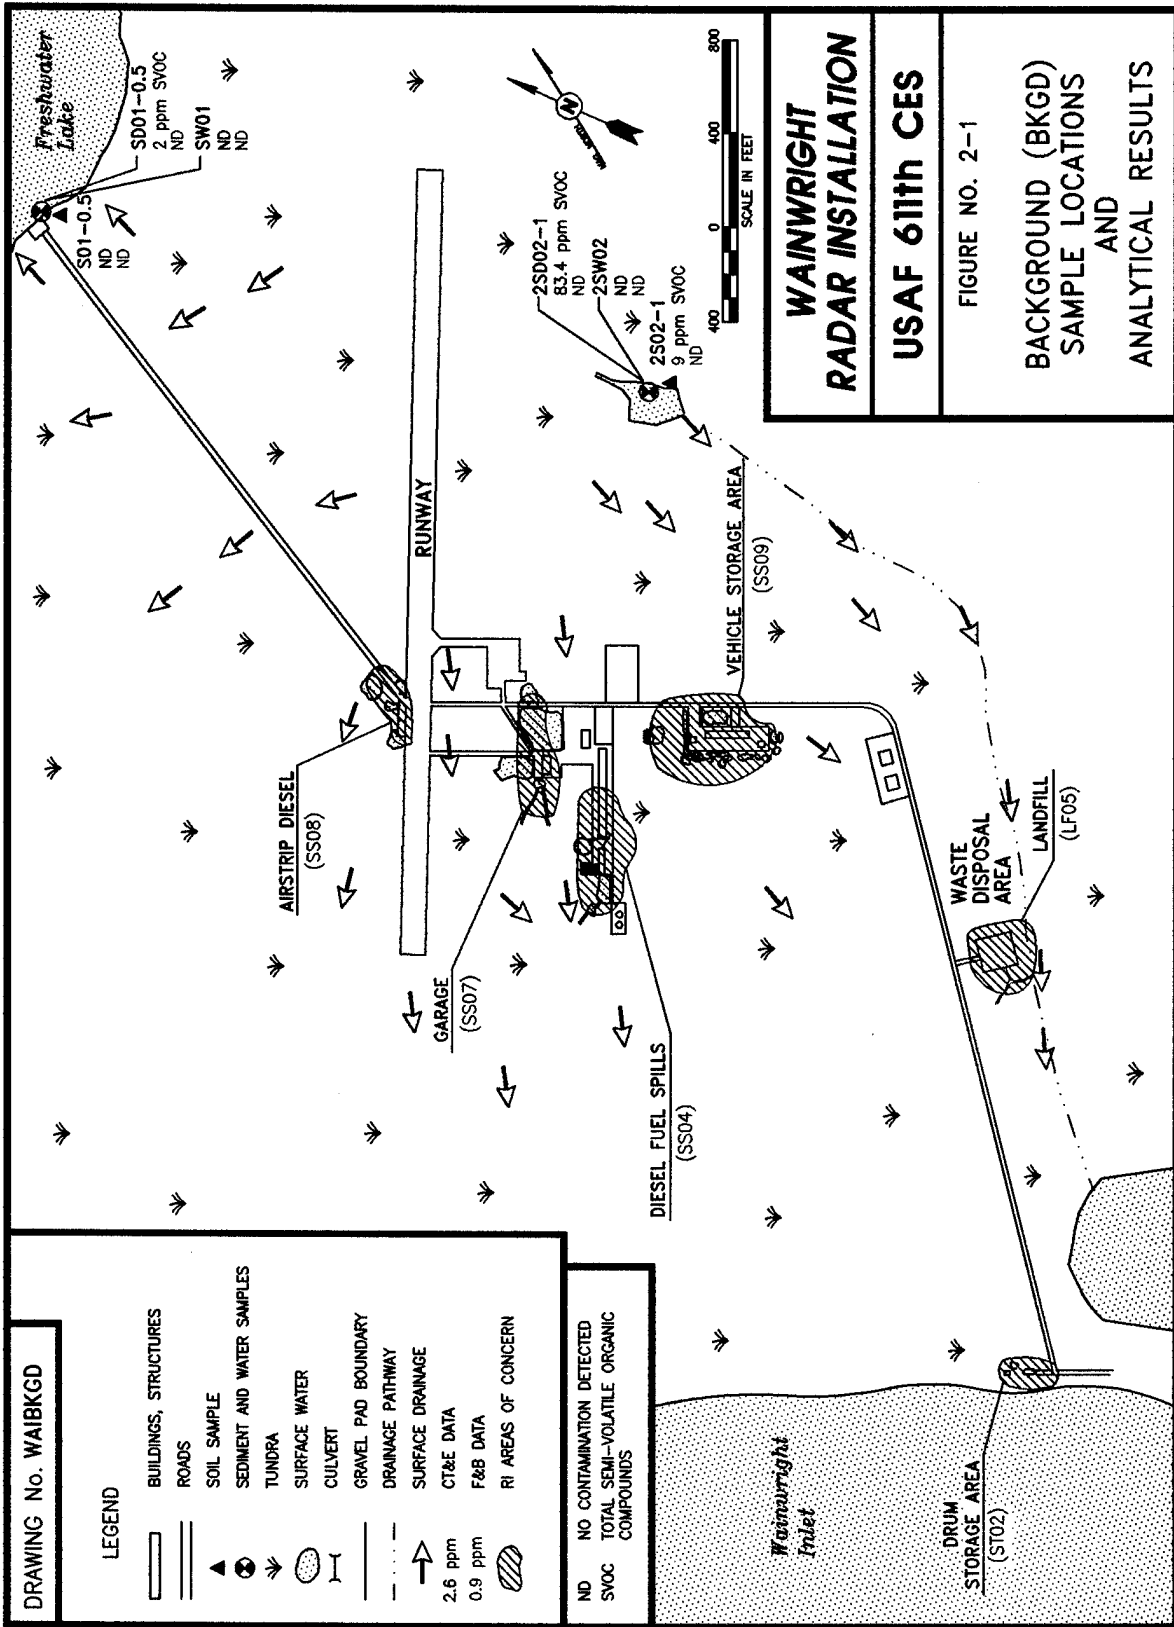 DRAWING No. WAIBKGD
LEGEND
BUILDINGS, STRUCTURES
ROADS
SOIL SAMPLE
SEDIMENT AND WATER SAMPLES
TUNDRA
SURFACE WATER
CULVERT
GRAVEL PAD BOUNDARY
DRAINAGE PATHWAY
SURFACE DRAINAGE
2.6 ppm CT&E DATA
0.9 ppm F&B DATA
RI AREAS OF CONCERN
ND NO CONTAMINATION DETECTED
SVOC TOTAL SEMI-VOLATILE ORGANIC
COMPOUNDS
Freshwater
Lake
SD01-0.5
2 ppm SVOC
ND
SW01
ND
ND
S01-0.5
ND
ND
RUNWAY
AIRSTRIP DIESEL
(SS08)
GARAGE
(SS07)
DIESEL FUEL SPILLS
(SS04)
2SD02-1
83.4 ppm SVOC
ND
2SW02
ND
ND
2S02-1
9 ppm SVOC
ND
VEHICLE STORAGE AREA
(SS09)
WASTE
DISPOSAL
AREA
LANDFILL
(LF05)
Wainwright
Inlet
DRUM
STORAGE AREA
(ST02)
N
400 0 400 800
SCALE IN FEET
WAINWRIGHT
RADAR INSTALLATION
USAF 611th CES
FIGURE NO. 2-1
BACKGROUND (BKGD)
SAMPLE LOCATIONS
AND
ANALYTICAL RESULTS